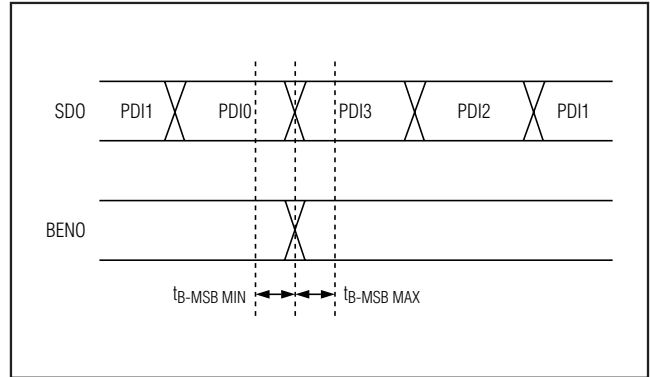 SDO PDI1 PDI0 PDI3 PDI2 PDI1
BENO
tB-MSB MIN tB-MSB MAX